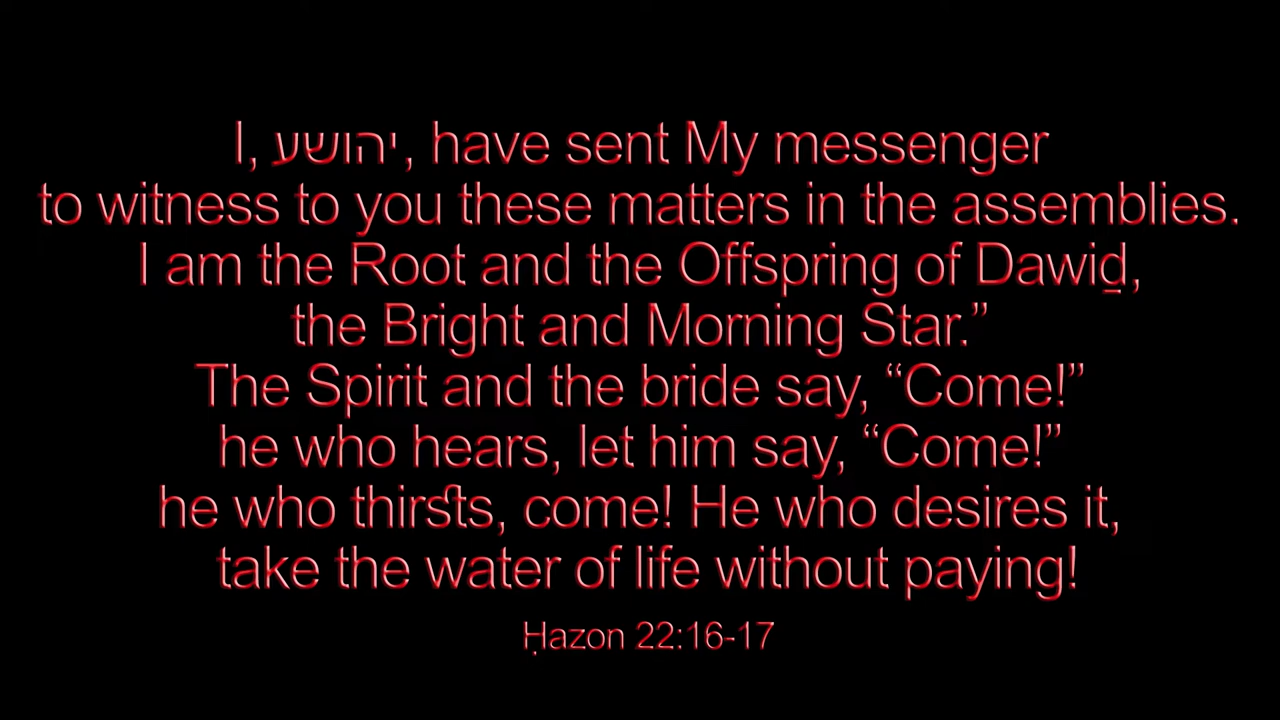 I, יהושע, have sent My messenger
to witness to you these matters in the assemblies.
I am the Root and the Offspring of Dawiḏ,
the Bright and Morning Star.”
The Spirit and the bride say, “Come!”
he who hears, let him say, “Come!”
he who thirsts, come! He who desires it,
take the water of life without paying!
Ḥazon 22:16-17